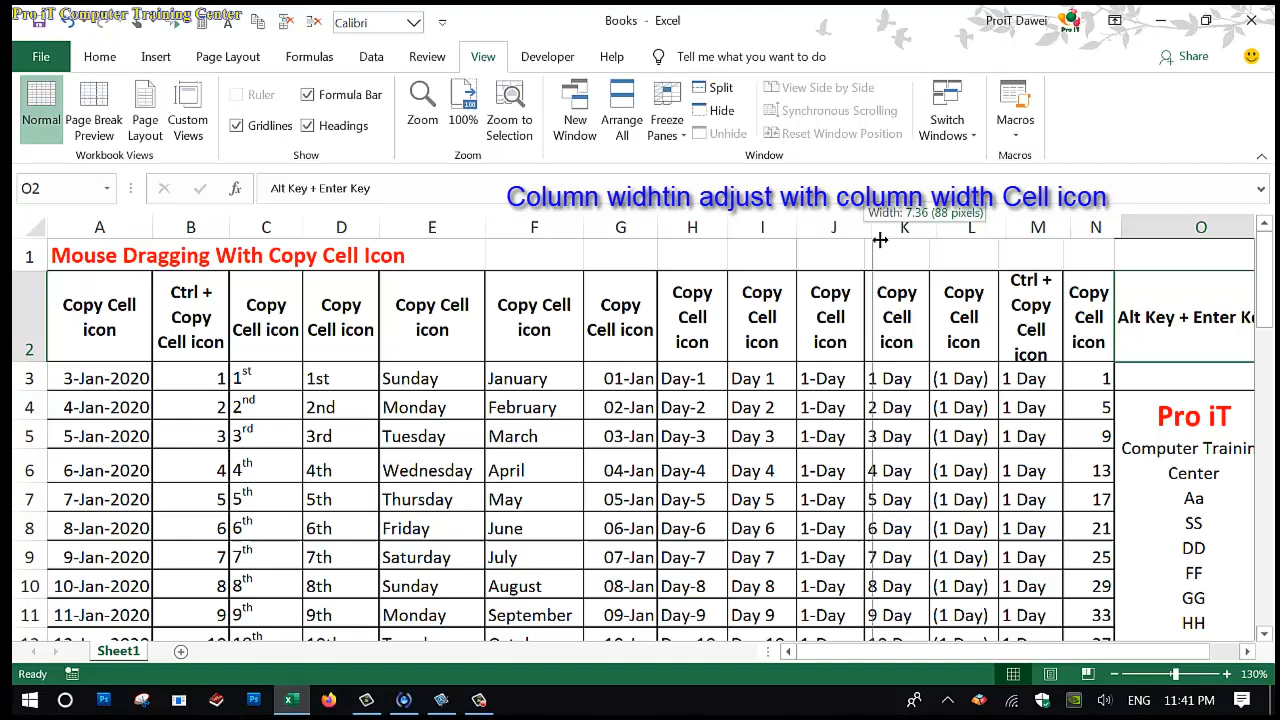 Pro iT Computer Training Center
Calibri
Books - Excel
ProiT Dawei
Pro iT
File Home Insert Page Layout Formulas Data Review View Developer Help Tell me what you want to do Share
Normal Page Break Preview Page Layout Custom Views
Ruler Formula Bar
Gridlines Headings
Zoom 100% Zoom to Selection
New Window Arrange All Freeze Panes
Split
Hide
Unhide
View Side by Side
Synchronous Scrolling
Reset Window Position
Switch Windows
Macros
Workbook Views Show Zoom Window Macros
O2 fx Alt Key + Enter Key
Column widhtin adjust with column width Cell icon
Width: 7.36 (88 pixels)
A B C D E F G H I J K L M N O
1 Mouse Dragging With Copy Cell Icon
2 Copy Cell icon Ctrl + Copy Cell icon Copy Cell icon Copy Cell icon Copy Cell icon Copy Cell icon Copy Cell icon Copy Cell icon Copy Cell icon Copy Cell icon Copy Cell icon Copy Cell icon Ctrl + Copy Cell icon Copy Cell icon Alt Key + Enter Ke
3 3-Jan-2020 1 1st 1st Sunday January 01-Jan Day-1 Day 1 1-Day 1 Day (1 Day) 1 Day 1
4 4-Jan-2020 2 2nd 2nd Monday February 02-Jan Day-2 Day 2 1-Day 2 Day (1 Day) 1 Day 5 Pro iT
5 5-Jan-2020 3 3rd 3rd Tuesday March 03-Jan Day-3 Day 3 1-Day 3 Day (1 Day) 1 Day 9 Computer Trainin
6 6-Jan-2020 4 4th 4th Wednesday April 04-Jan Day-4 Day 4 1-Day 4 Day (1 Day) 1 Day 13 Center
7 7-Jan-2020 5 5th 5th Thursday May 05-Jan Day-5 Day 5 1-Day 5 Day (1 Day) 1 Day 17 Aa
8 8-Jan-2020 6 6th 6th Friday June 06-Jan Day-6 Day 6 1-Day 6 Day (1 Day) 1 Day 21 SS
9 9-Jan-2020 7 7th 7th Saturday July 07-Jan Day-7 Day 7 1-Day 7 Day (1 Day) 1 Day 25 DD
10 10-Jan-2020 8 8th 8th Sunday August 08-Jan Day-8 Day 8 1-Day 8 Day (1 Day) 1 Day 29 FF
11 11-Jan-2020 9 9th 9th Monday September 09-Jan Day-9 Day 9 1-Day 9 Day (1 Day) 1 Day 33 GG
HH
Sheet1
Ready 130%
ENG 11:41 PM